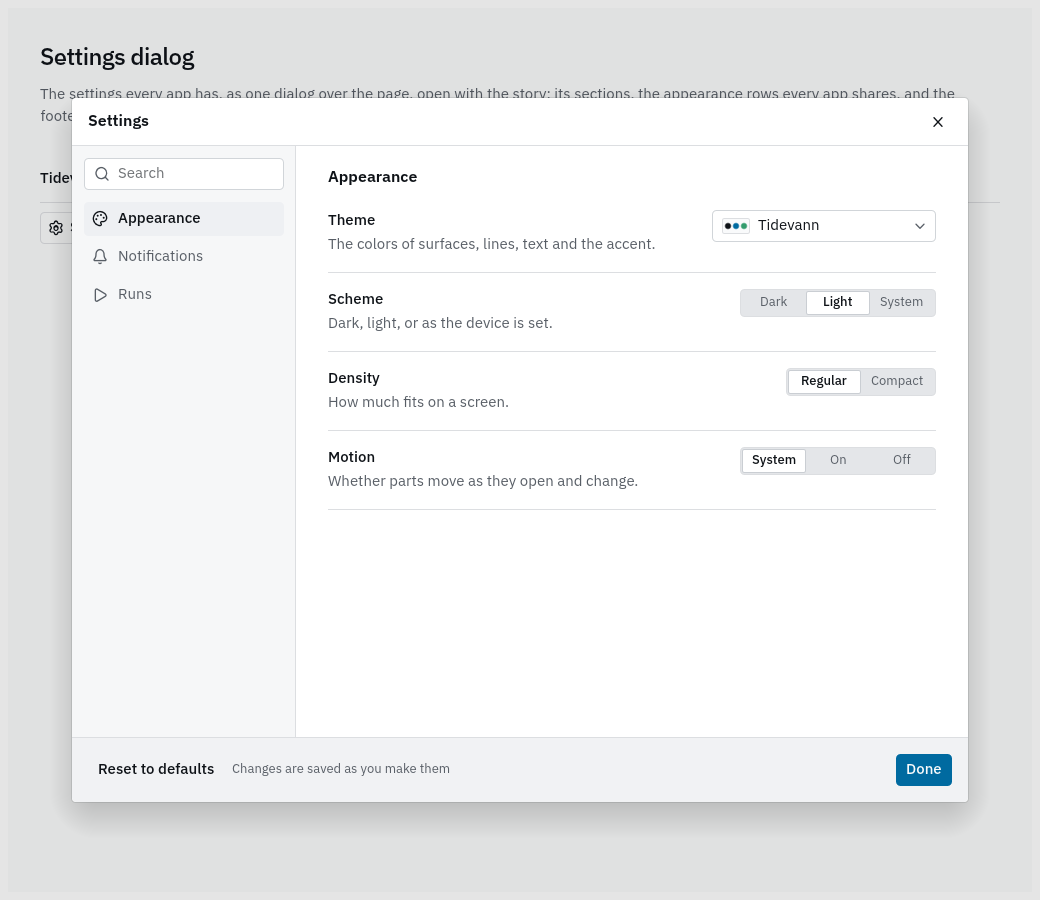 Settings dialog
The settings every app has, as one dialog over the page, open with the story: its sections, the appearance rows every app shares, and the
Settings
Search
Appearance
Notifications
Runs
Appearance
Theme
The colors of surfaces, lines, text and the accent.
Tidevann
Scheme
Dark, light, or as the device is set.
Dark Light System
Density
How much fits on a screen.
Regular Compact
Motion
Whether parts move as they open and change.
System On Off
Reset to defaults Changes are saved as you make them
Done